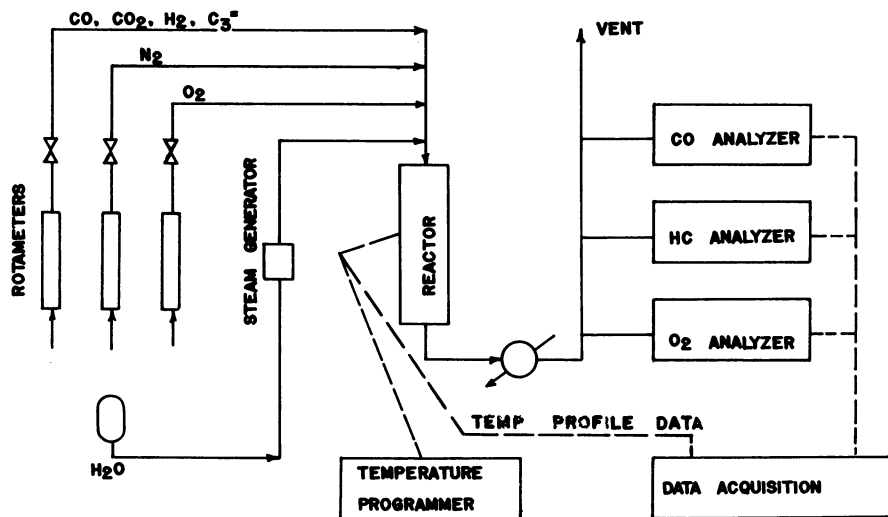 CO, CO2, H2, C3=
N2
O2
VENT
CO ANALYZER
HC ANALYZER
O2 ANALYZER
ROTAMETERS
STEAM GENERATOR
REACTOR
TEMP PROFILE DATA
H2O
TEMPERATURE
PROGRAMMER
DATA ACQUISITION